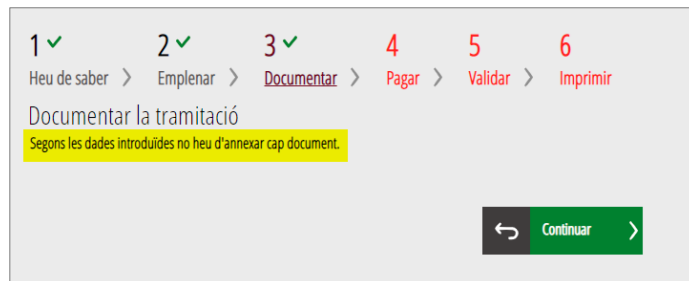 1 2 3 4 5 6
Heu de saber Emplenar Documentar Pagar Validar Imprimir
Documentar la tramitació
Segons les dades introduïdes no heu d'annexar cap document.
Continuar